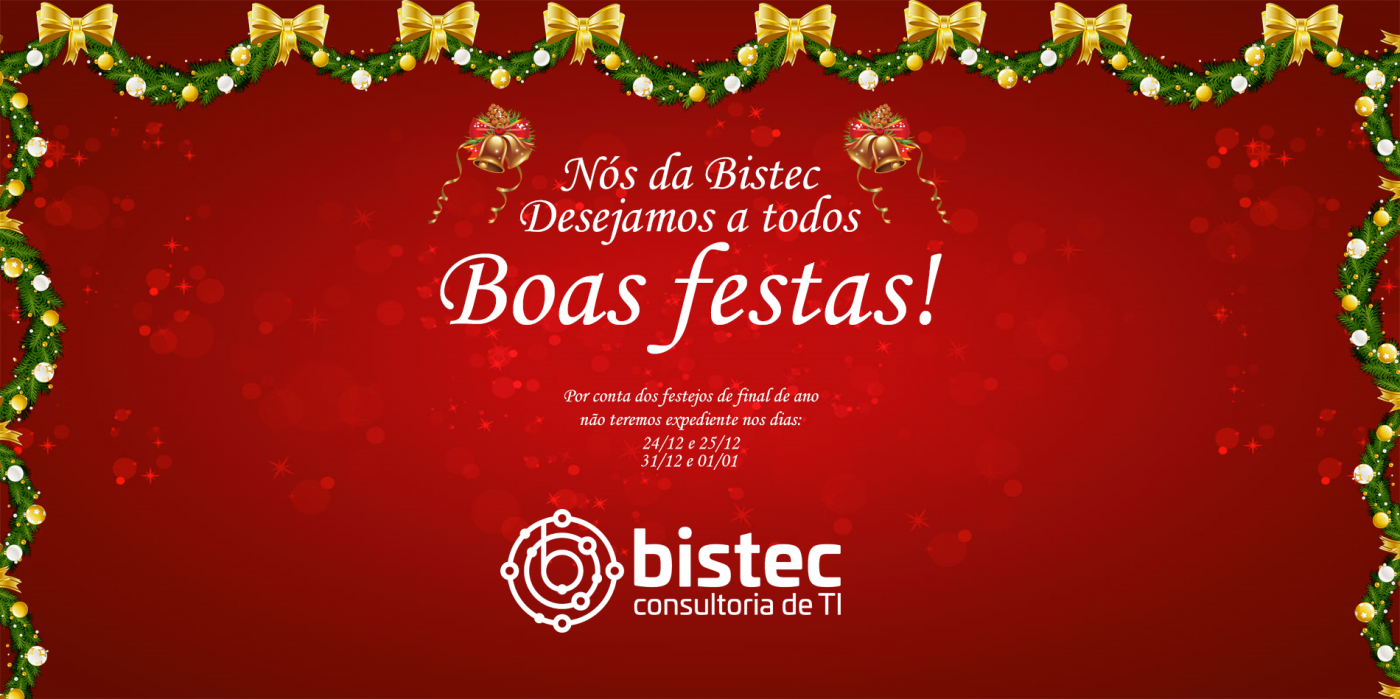 Nós da Bistec
Desejamos a todos
Boas festas!
Por conta dos festejos de final de ano
não teremos expediente nos dias:
24/12 e 25/12
31/12 e 01/01
b
bistec
consultoria de TI